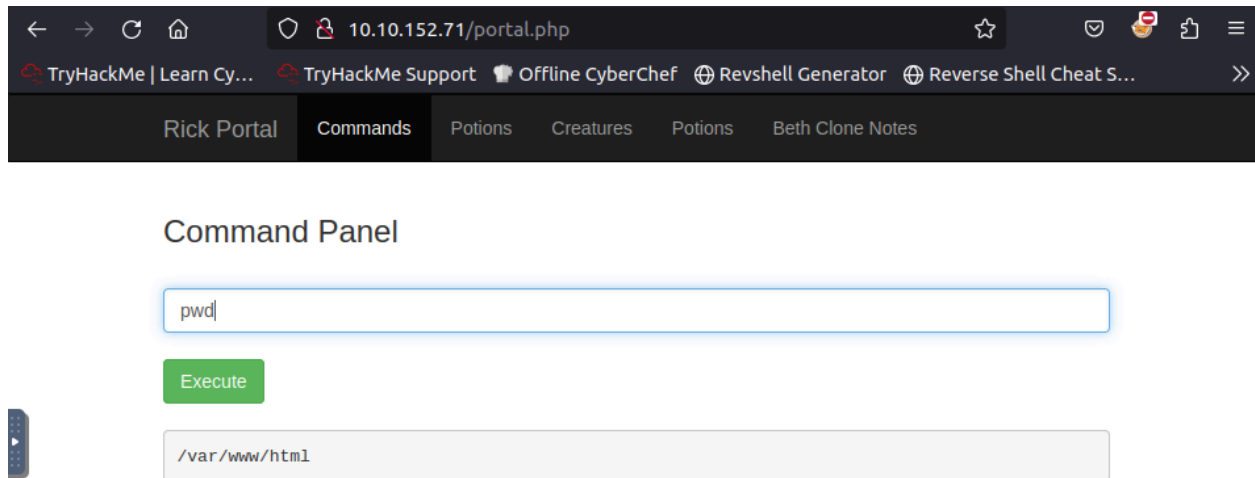 10.10.152.71/portal.php
TryHackMe | Learn Cy… TryHackMe Support Offline CyberChef Revshell Generator Reverse Shell Cheat S…
Rick Portal Commands Potions Creatures Potions Beth Clone Notes
Command Panel
pwd
Execute
/var/www/html